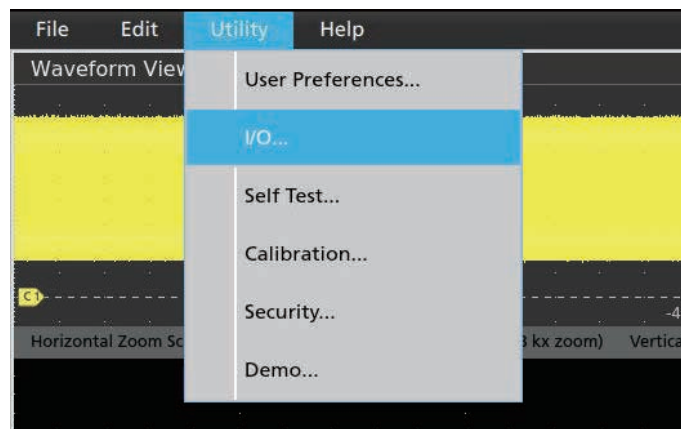 File Edit Utility Help
Waveform View
User Preferences...
I/O...
Self Test...
Calibration...
Security...
Demo...
C1
-4
Horizontal Zoom Sc
kx zoom) Vertica